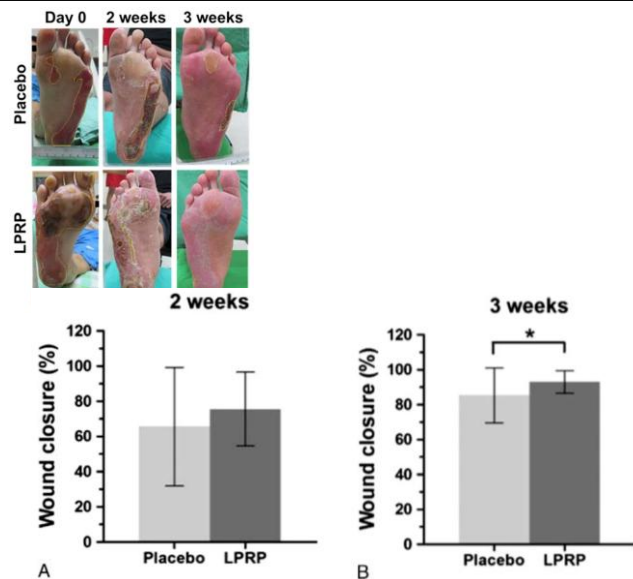 Day 0 2 weeks 3 weeks
Placebo
LPRP
2 weeks
Wound closure (%)
120
100
80
60
40
20
0
Placebo LPRP
A
3 weeks
*
Wound closure (%)
120
100
80
60
40
20
0
Placebo LPRP
B